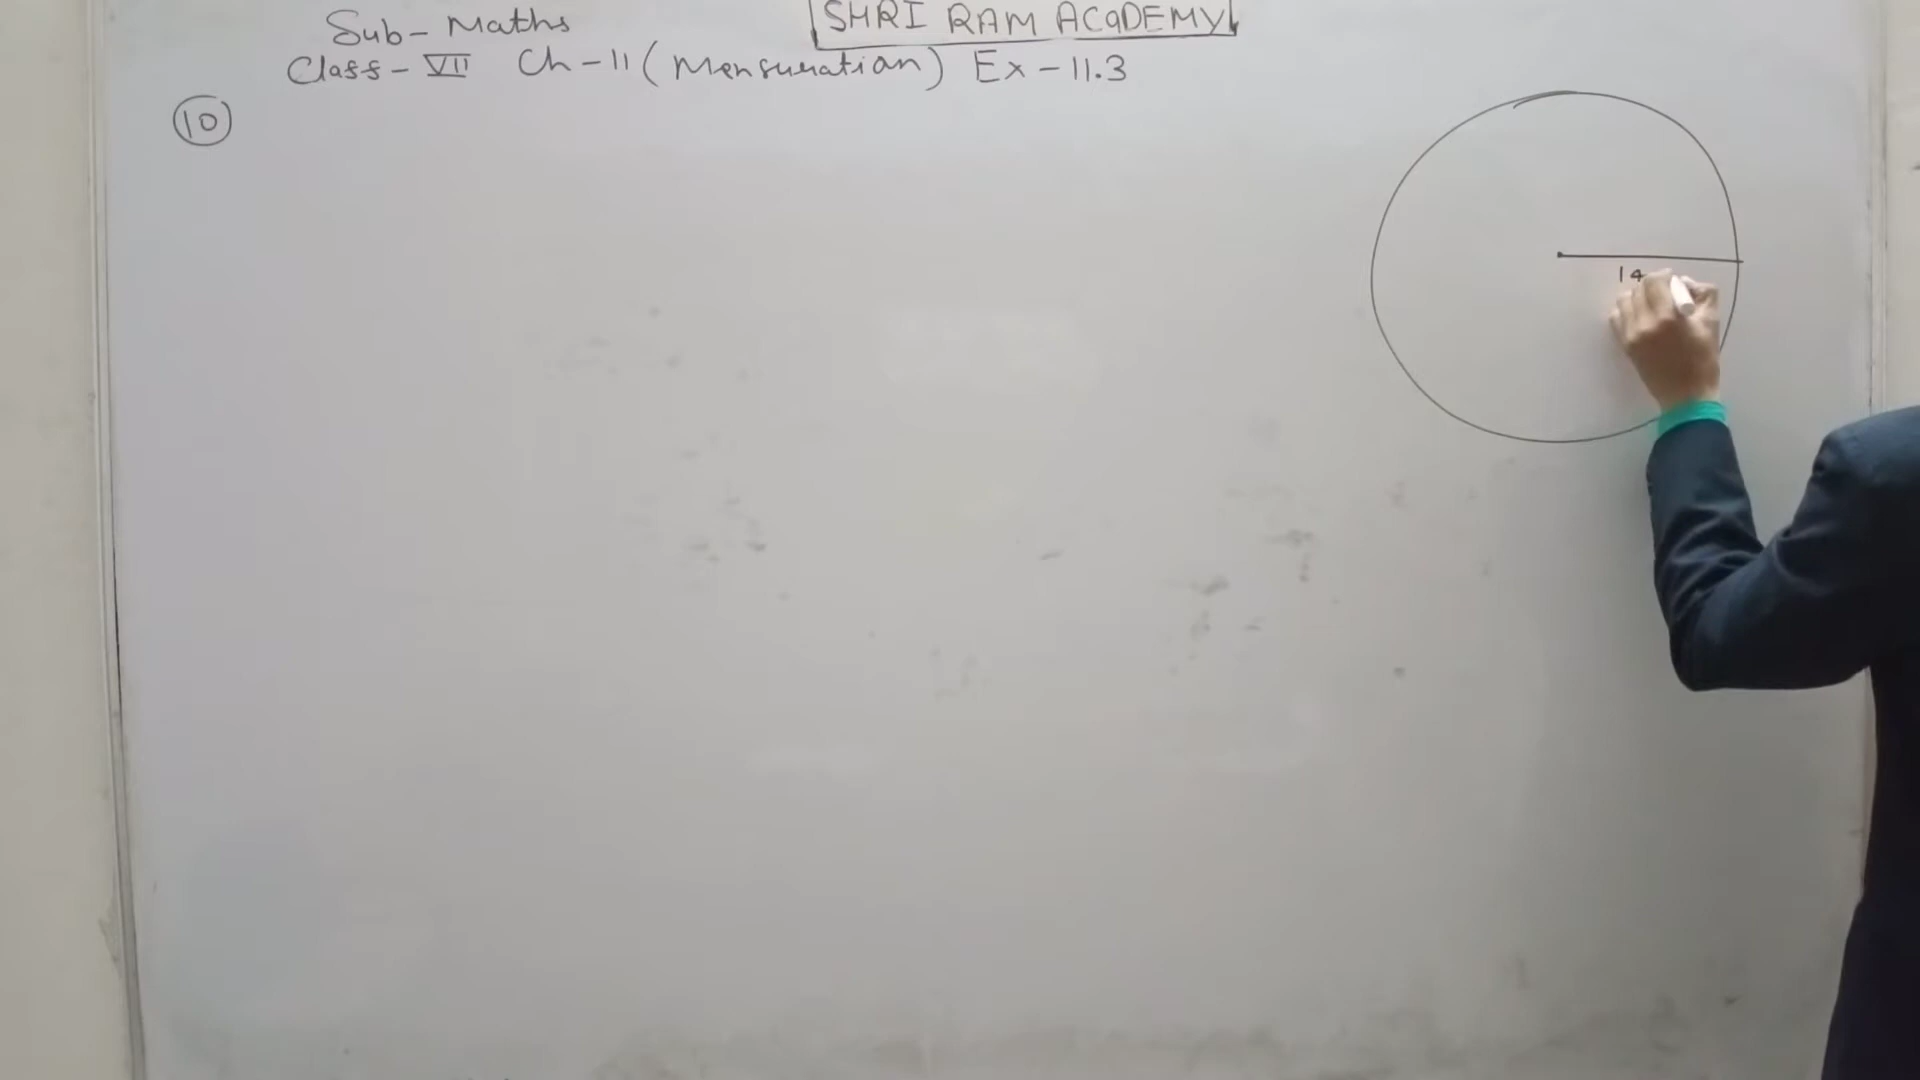 SHRI RAM ACADEMY
Sub- Maths
Class- VII Ch-11 (Mensuration) Ex-11.3
10
14